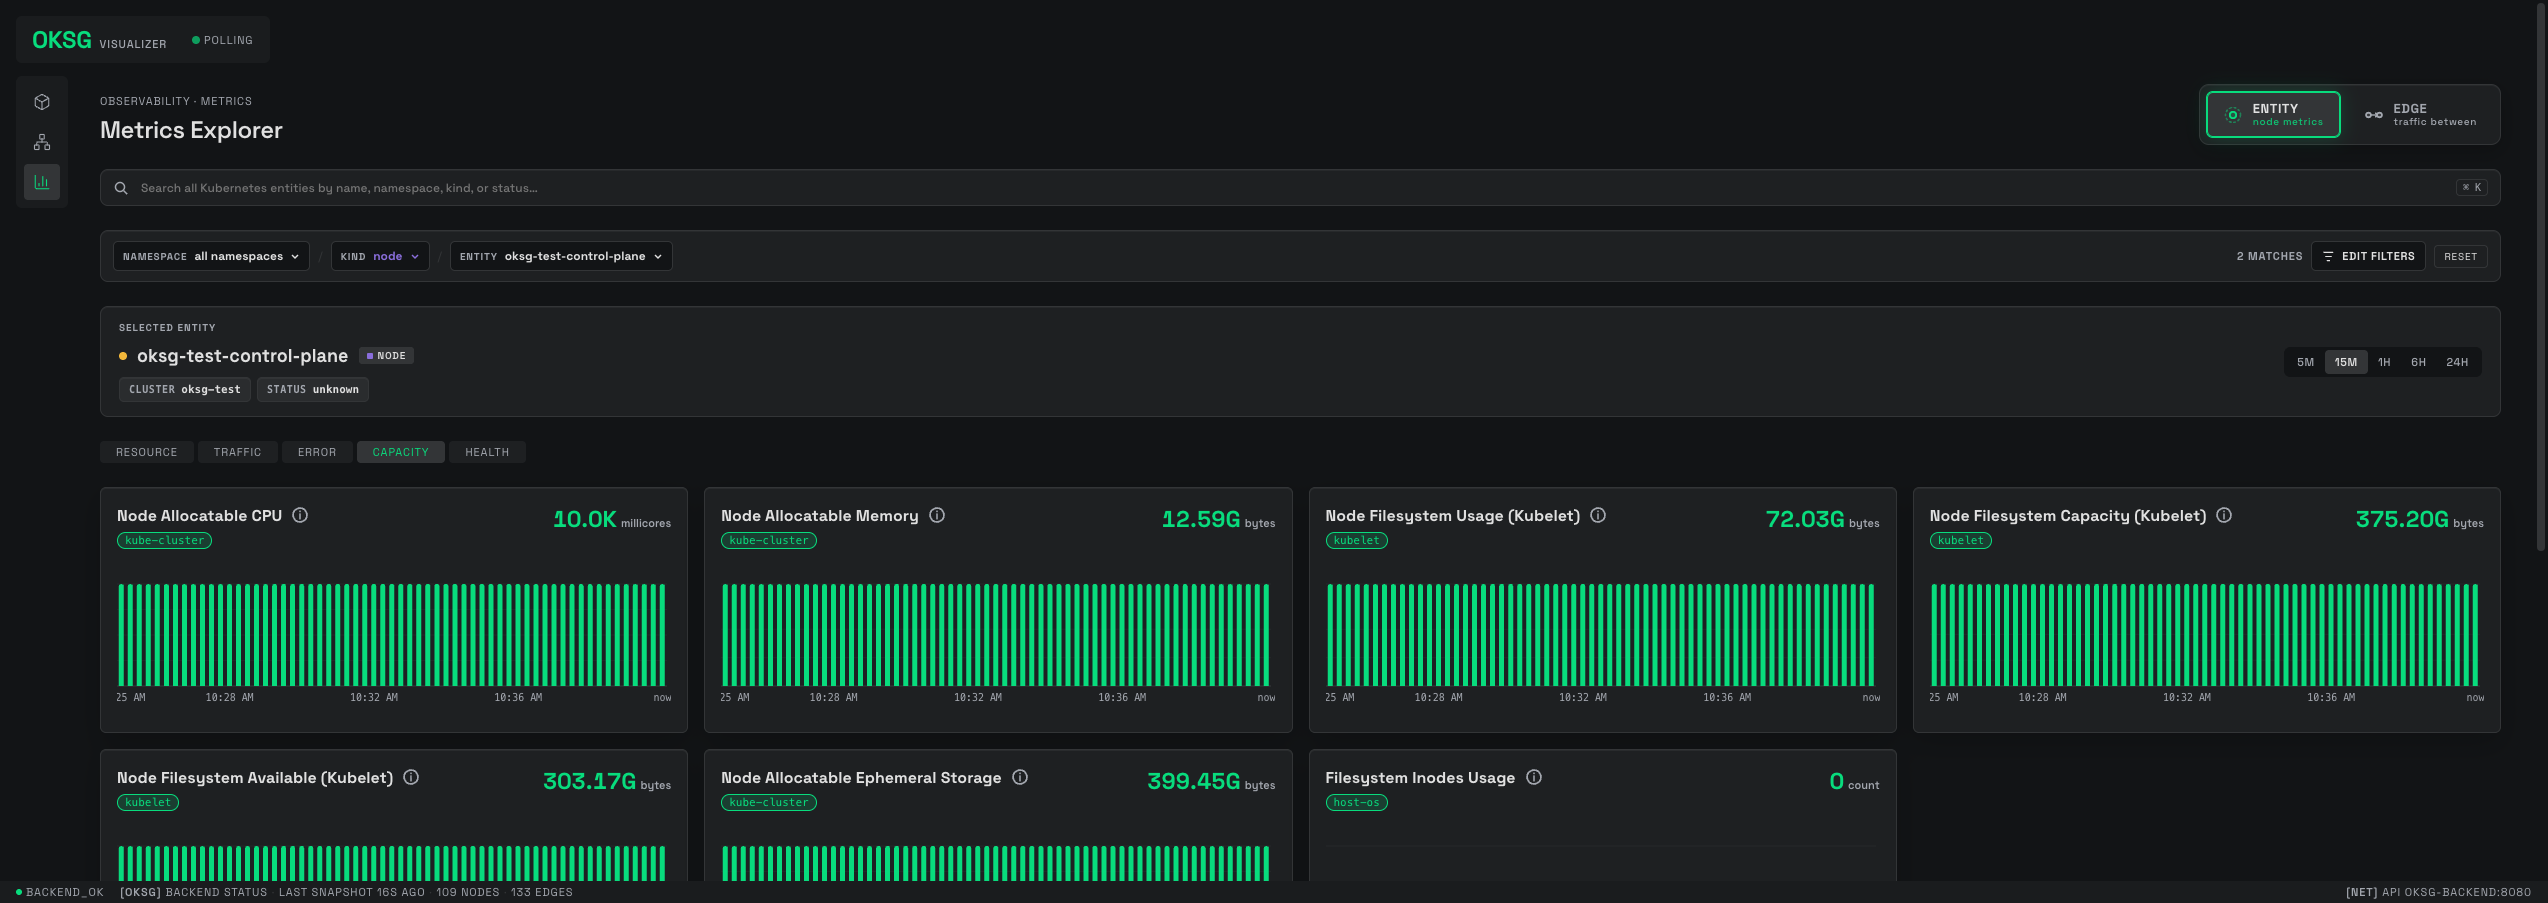 OKSG VISUALIZER POLLING
OBSERVABILITY · METRICS
Metrics Explorer
ENTITY
node metrics
EDGE
traffic between
Search all Kubernetes entities by name, namespace, kind, or status...
⌘ K
NAMESPACE all namespaces / KIND node / ENTITY oksg-test-control-plane
2 MATCHES EDIT FILTERS RESET
SELECTED ENTITY
oksg-test-control-plane NODE
CLUSTER oksg-test STATUS unknown
5M 15M 1H 6H 24H
RESOURCE TRAFFIC ERROR CAPACITY HEALTH
Node Allocatable CPU 10.0K millicores
kube-cluster
25 AM 10:28 AM 10:32 AM 10:36 AM now
Node Allocatable Memory 12.59G bytes
kube-cluster
25 AM 10:28 AM 10:32 AM 10:36 AM now
Node Filesystem Usage (Kubelet) 72.03G bytes
kubelet
25 AM 10:28 AM 10:32 AM 10:36 AM now
Node Filesystem Capacity (Kubelet) 375.20G bytes
kubelet
25 AM 10:28 AM 10:32 AM 10:36 AM now
Node Filesystem Available (Kubelet) 303.17G bytes
kubelet
Node Allocatable Ephemeral Storage 399.45G bytes
kube-cluster
Filesystem Inodes Usage 0 count
host-os
BACKEND_OK [OKSG] BACKEND STATUS · LAST SNAPSHOT 16S AGO · 109 NODES · 133 EDGES
[NET] API OKSG-BACKEND:8080